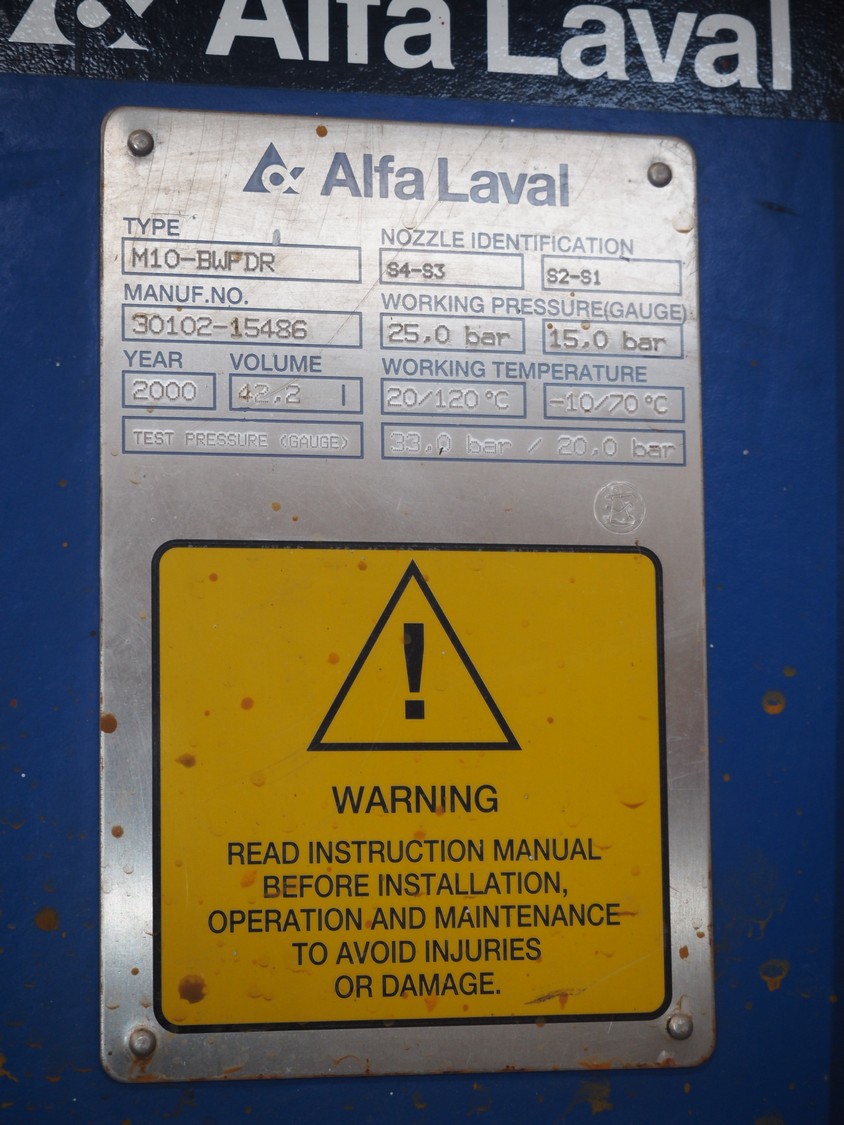 Alfa Laval
Alfa Laval
TYPE
M10-BWFDR
NOZZLE IDENTIFICATION
S4-S3 S2-S1
MANUF.NO.
30102-15486
WORKING PRESSURE(GAUGE)
25,0 bar 15,0 bar
YEAR VOLUME
2000 42,2 l
WORKING TEMPERATURE
20/120°C -10/70°C
TEST PRESSURE (GAUGE) 33,0 bar / 20,0 bar
!
WARNING
READ INSTRUCTION MANUAL
BEFORE INSTALLATION,
OPERATION AND MAINTENANCE
TO AVOID INJURIES
OR DAMAGE.